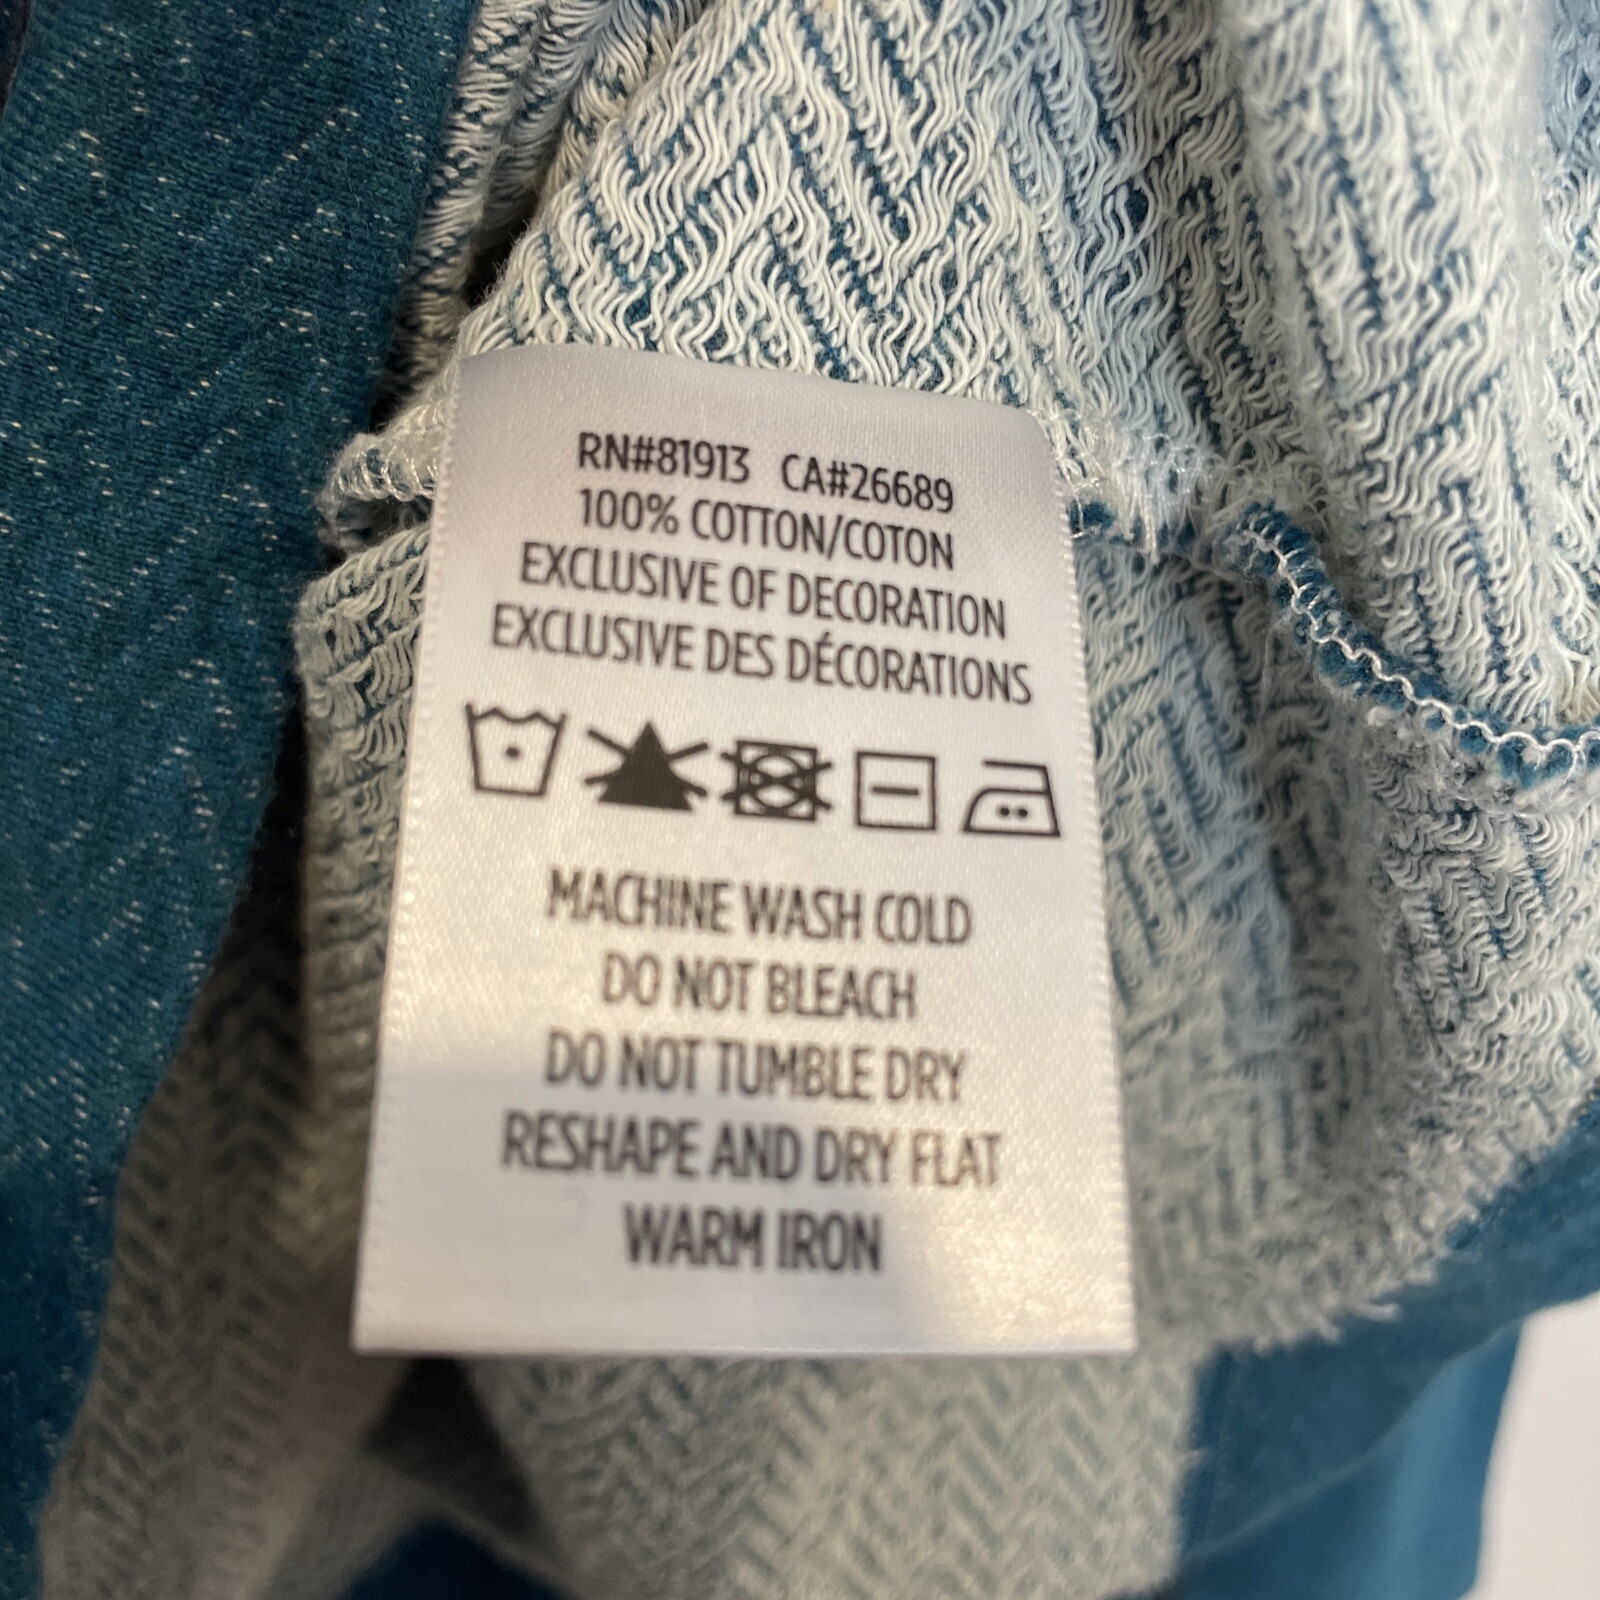 RN#81913 CA#26689
100% COTTON/COTON
EXCLUSIVE OF DECORATION
EXCLUSIVE DES DÉCORATIONS
MACHINE WASH COLD
DO NOT BLEACH
DO NOT TUMBLE DRY
RESHAPE AND DRY FLAT
WARM IRON